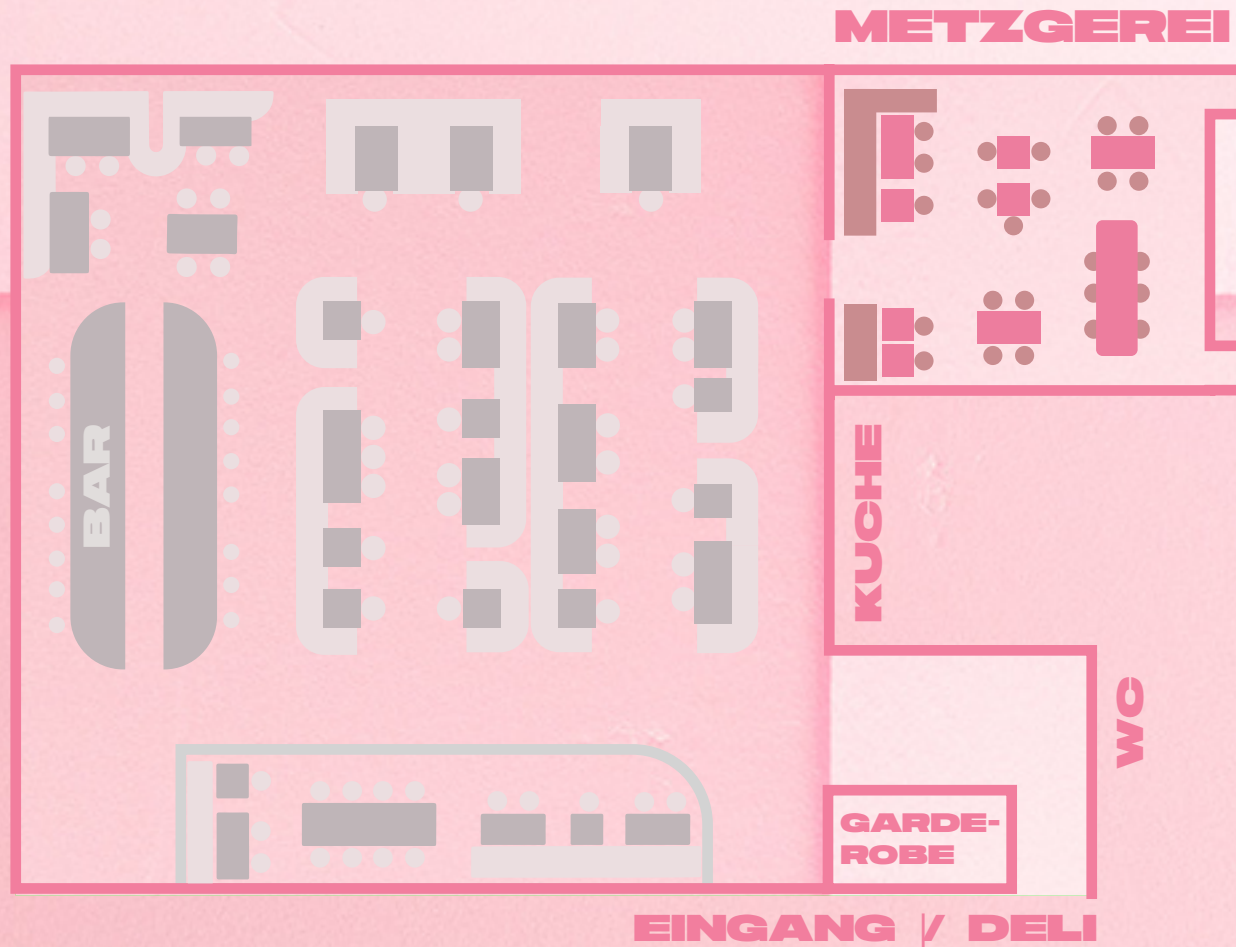 METZGEREI
BAR
KUCHE
WC
GARDE-
ROBE
EINGANG / DELI